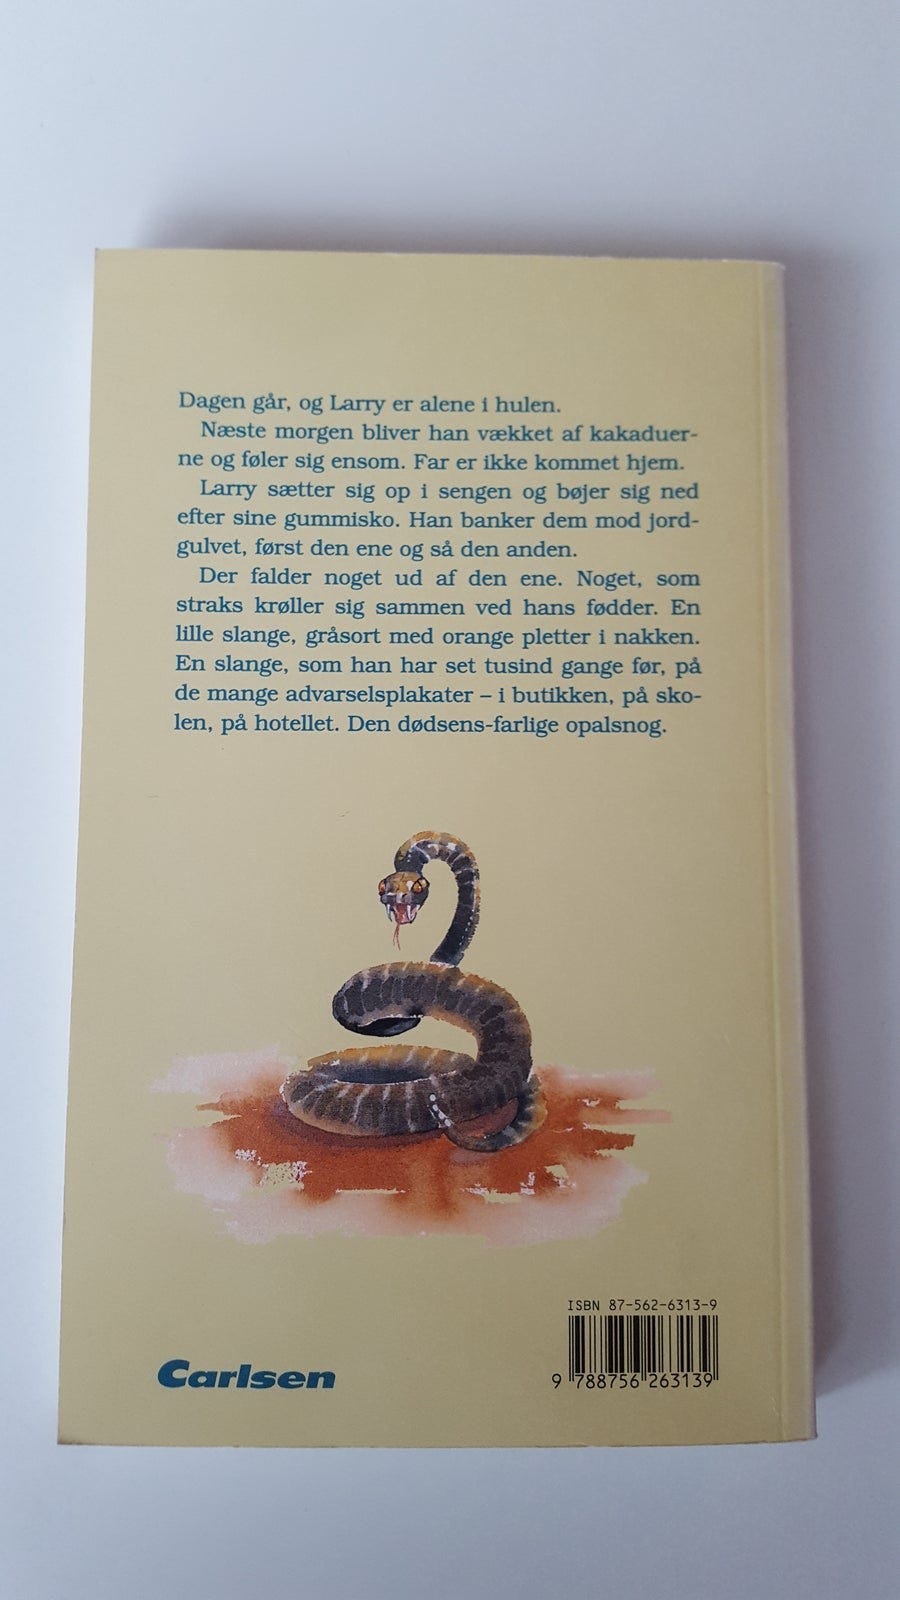 Dagen går, og Larry er alene i hulen.
Næste morgen bliver han vækket af kakaduer-
ne og føler sig ensom. Far er ikke kommet hjem.
Larry sætter sig op i sengen og bøjer sig ned
efter sine gummisko. Han banker dem mod jord-
gulvet, først den ene og så den anden.
Der falder noget ud af den ene. Noget, som
straks krøller sig sammen ved hans fødder. En
lille slange, gråsort med orange pletter i nakken.
En slange, som han har set tusind gange før, på
de mange advarselsplakater – i butikken, på sko-
len, på hotellet. Den dødsens-farlige opalsnog.
ISBN 87-562-6313-9
Carlsen
9 788756 263139